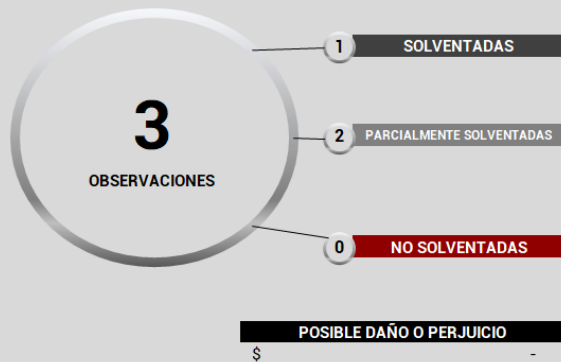 3
OBSERVACIONES
1 SOLVENTADAS
2 PARCIALMENTE SOLVENTADAS
0 NO SOLVENTADAS
POSIBLE DAÑO O PERJUICIO
$ -